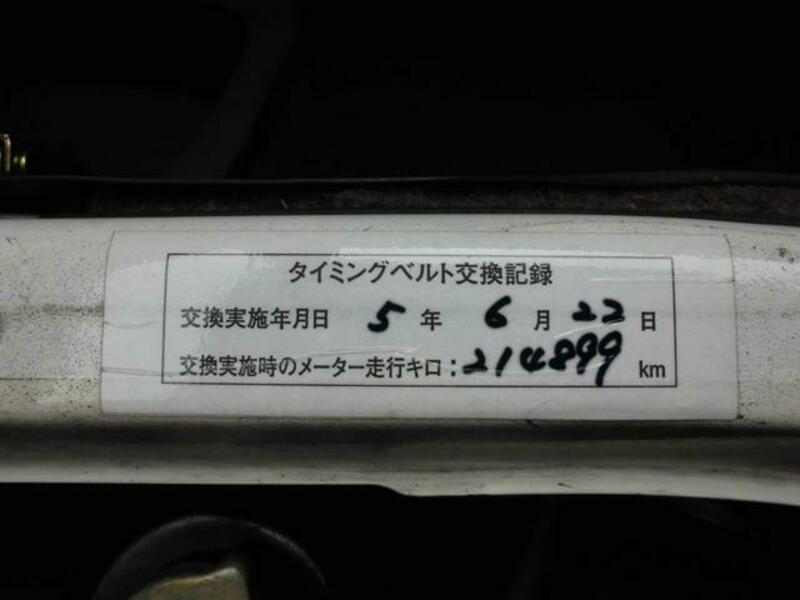 タイミングベルト交換記録
交換実施年月日 5 年 6 月 22 日
交換実施時のメーター走行キロ：214899 km